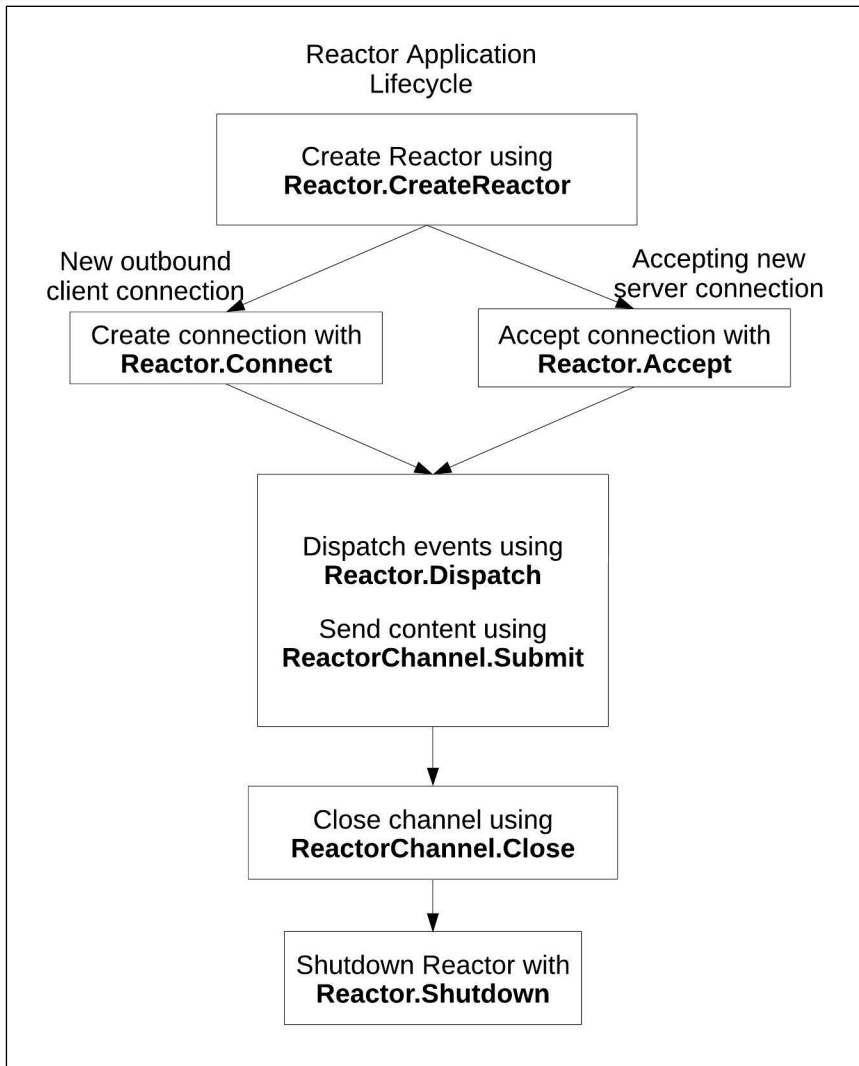 Reactor Application
Lifecycle
Create Reactor using
Reactor.CreateReactor
New outbound
client connection
Accepting new
server connection
Create connection with
Reactor.Connect
Accept connection with
Reactor.Accept
Dispatch events using
Reactor.Dispatch
Send content using
ReactorChannel.Submit
Close channel using
ReactorChannel.Close
Shutdown Reactor with
Reactor.Shutdown